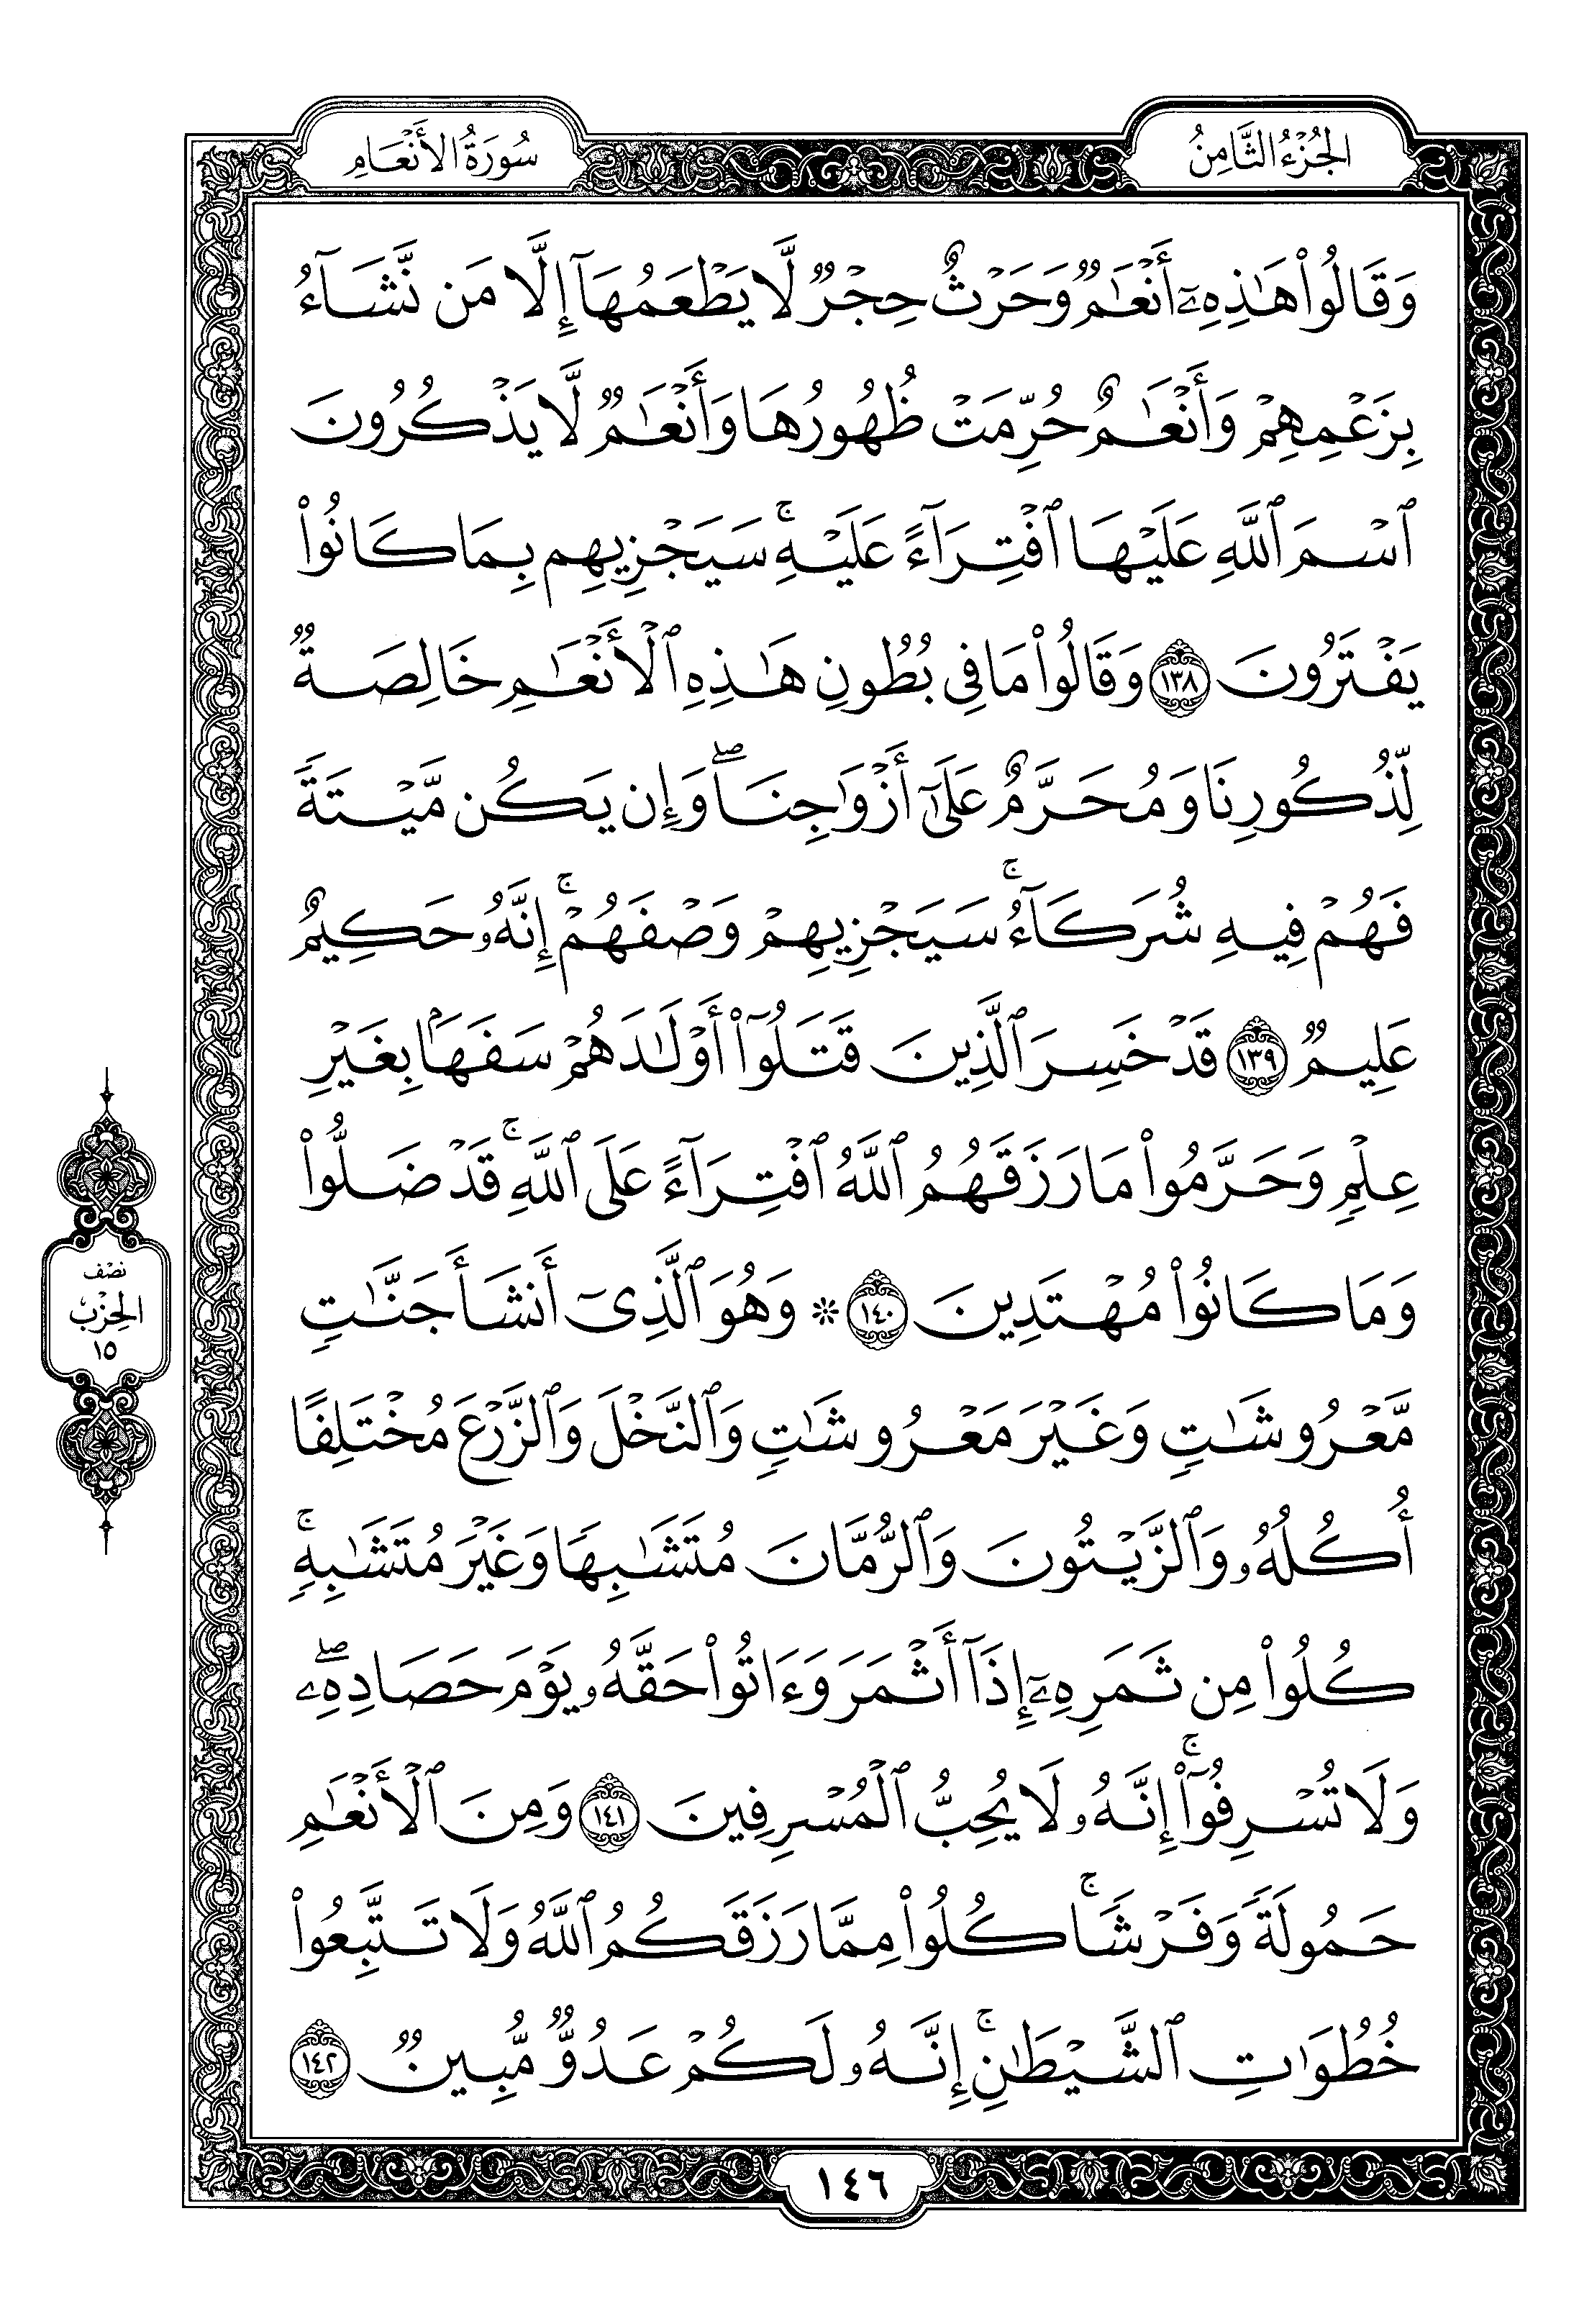 الجُزْءُ الثَّامِنُ
سُورَةُ الأَنْعَامِ
وَقَالُواْ هَٰذِهِۦٓ أَنْعَٰمٞ وَحَرْثٌ حِجْرٞ لَّا يَطْعَمُهَآ إِلَّا مَن نَّشَآءُ
بِزَعْمِهِمْ وَأَنْعَٰمٌ حُرِّمَتْ ظُهُورُهَا وَأَنْعَٰمٞ لَّا يَذْكُرُونَ
ٱسْمَ ٱللَّهِ عَلَيْهَا ٱفْتِرَآءً عَلَيْهِۚ سَيَجْزِيهِم بِمَا كَانُواْ
يَفْتَرُونَ ١٣٨ وَقَالُواْ مَا فِي بُطُونِ هَٰذِهِ ٱلْأَنْعَٰمِ خَالِصَةٞ
لِّذُكُورِنَا وَمُحَرَّمٌ عَلَىٰٓ أَزْوَٰجِنَاۖ وَإِن يَكُن مَّيْتَةٗ
فَهُمْ فِيهِ شُرَكَآءُۚ سَيَجْزِيهِمْ وَصْفَهُمْۚ إِنَّهُۥ حَكِيمٌ
عَلِيمٞ ١٣٩ قَدْ خَسِرَ ٱلَّذِينَ قَتَلُوٓاْ أَوْلَٰدَهُمْ سَفَهَۢا بِغَيْرِ
عِلْمٖ وَحَرَّمُواْ مَا رَزَقَهُمُ ٱللَّهُ ٱفْتِرَآءً عَلَى ٱللَّهِۚ قَدْ ضَلُّواْ
وَمَا كَانُواْ مُهْتَدِينَ ١٤٠ ۞ وَهُوَ ٱلَّذِيٓ أَنشَأَ جَنَّٰتٖ
مَّعْرُوشَٰتٖ وَغَيْرَ مَعْرُوشَٰتٖ وَٱلنَّخْلَ وَٱلزَّرْعَ مُخْتَلِفًا
أُكُلُهُۥ وَٱلزَّيْتُونَ وَٱلرُّمَّانَ مُتَشَٰبِهٗا وَغَيْرَ مُتَشَٰبِهٖۚ
كُلُواْ مِن ثَمَرِهِۦٓ إِذَآ أَثْمَرَ وَءَاتُواْ حَقَّهُۥ يَوْمَ حَصَادِهِۦۖ
وَلَا تُسْرِفُوٓاْۚ إِنَّهُۥ لَا يُحِبُّ ٱلْمُسْرِفِينَ ١٤١ وَمِنَ ٱلْأَنْعَٰمِ
حَمُولَةٗ وَفَرْشٗاۚ كُلُواْ مِمَّا رَزَقَكُمُ ٱللَّهُ وَلَا تَتَّبِعُواْ
خُطُوَٰتِ ٱلشَّيْطَٰنِۚ إِنَّهُۥ لَكُمْ عَدُوّٞ مُّبِينٞ ١٤٢
نصف
الحِزْبُ
١٥
١٤٦